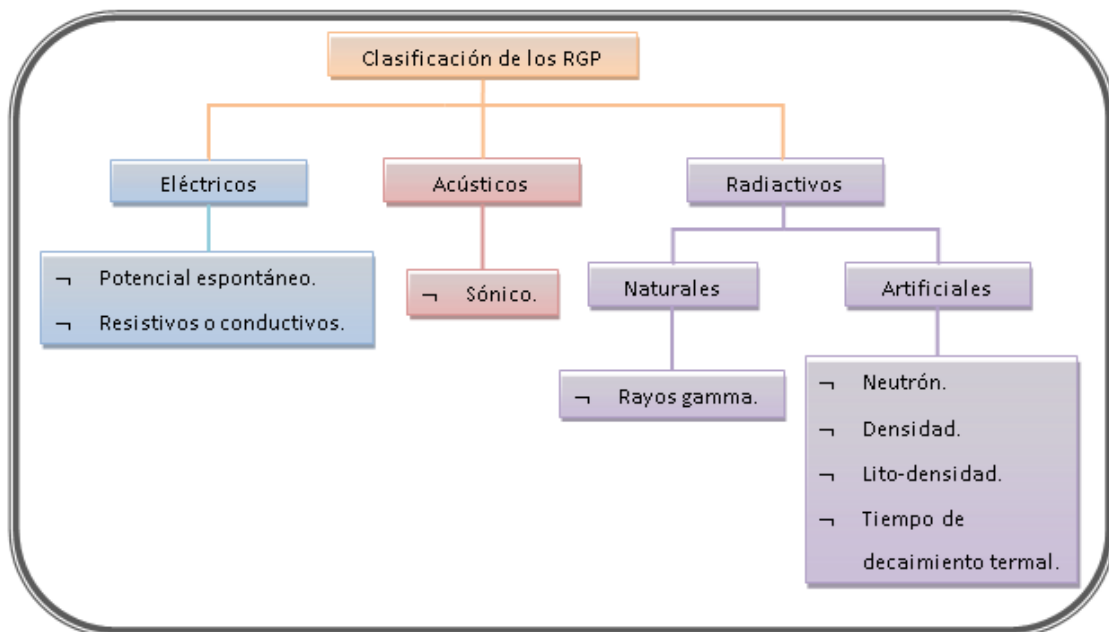 Clasificación de los RGP
Eléctricos
¬ Potencial espontáneo.
¬ Resistivos o conductivos.
Acústicos
¬ Sónico.
Radiactivos
Naturales
¬ Rayos gamma.
Artificiales
¬ Neutrón.
¬ Densidad.
¬ Lito-densidad.
¬ Tiempo de
decaimiento termal.